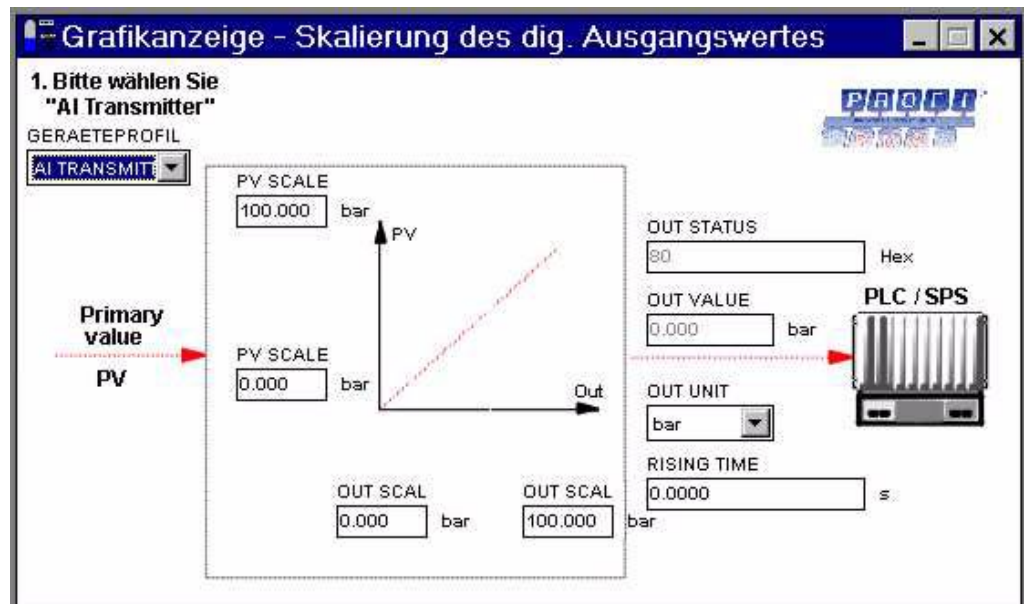 Grafikanzeige - Skalierung des dig. Ausgangswertes
1. Bitte wählen Sie
"AI Transmitter"
GERAETEPROFIL
AI TRANSMITT
PV SCALE
100.000 bar
PV
Primary
value
PV
PV SCALE
0.000 bar
Out
OUT SCAL
0.000 bar
OUT SCAL
100.000 bar
OUT STATUS
80 Hex
OUT VALUE
0.000 bar
OUT UNIT
bar
RISING TIME
0.0000 s
PLC / SPS
PROFI